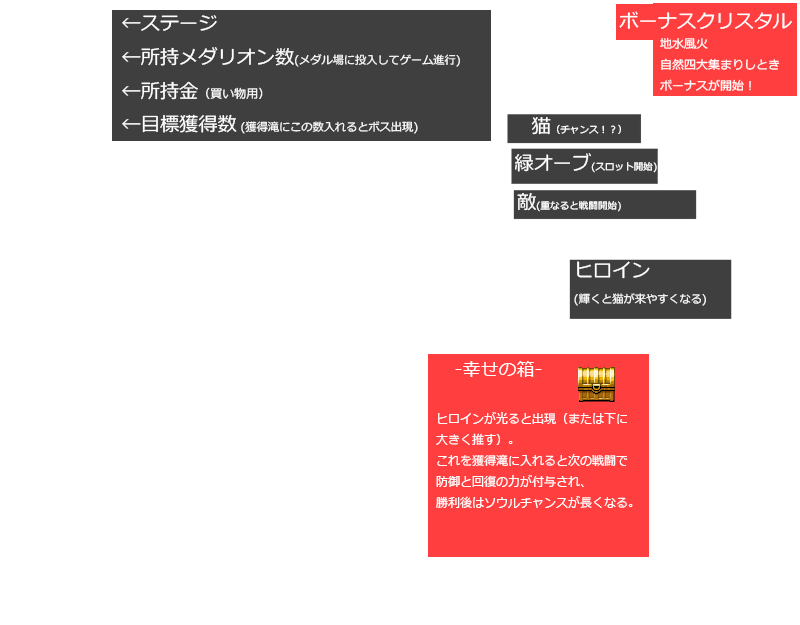 ←ステージ
←所持メダリオン数(メダル場に投入してゲーム進行)
←所持金（買い物用）
←目標獲得数 (獲得滝にこの数入れるとボス出現)
ボーナスクリスタル
地水風火
自然四大集まりしとき
ボーナスが開始！
猫（チャンス！？）
緑オーブ(スロット開始)
敵(重なると戦闘開始)
ヒロイン
(輝くと猫が来やすくなる)
-幸せの箱-
ヒロインが光ると出現（または下に
大きく推す）。
これを獲得滝に入れると次の戦闘で
防御と回復の力が付与され、
勝利後はソウルチャンスが長くなる。